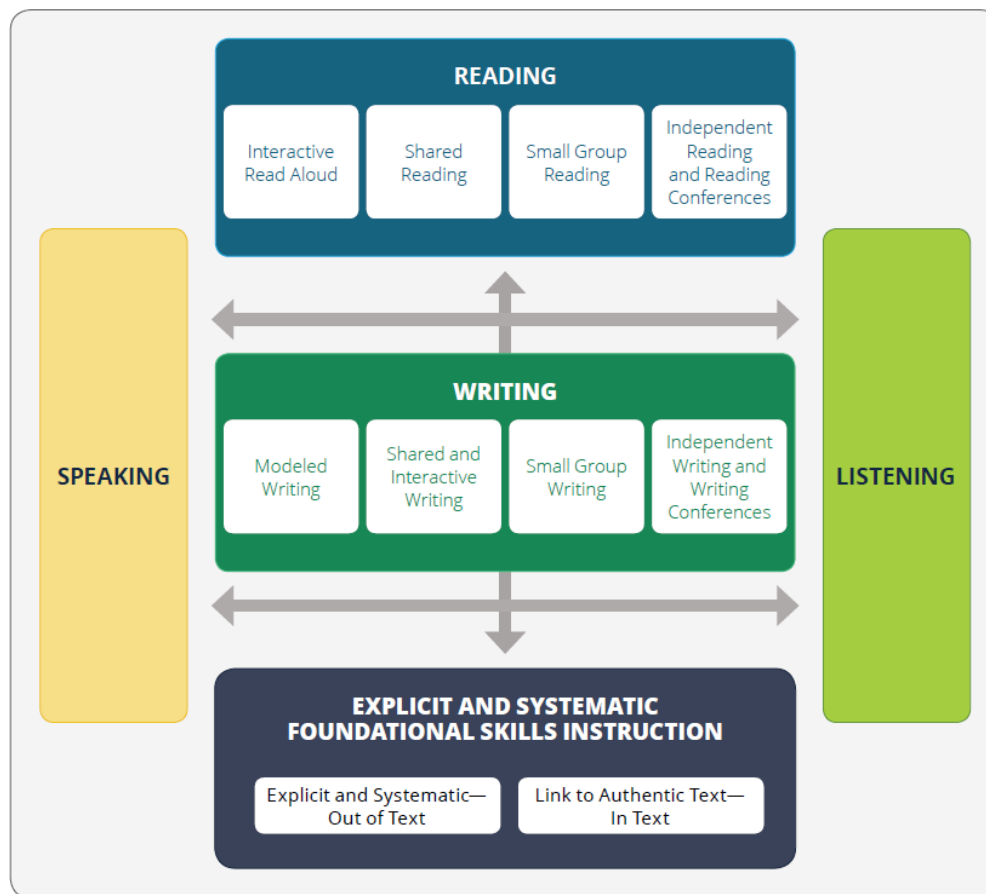 READING
Interactive
Read Aloud
Shared
Reading
Small Group
Reading
Independent
Reading
and Reading
Conferences
SPEAKING
WRITING
Modeled
Writing
Shared and
Interactive
Writing
Small Group
Writing
Independent
Writing and
Writing
Conferences
LISTENING
EXPLICIT AND SYSTEMATIC
FOUNDATIONAL SKILLS INSTRUCTION
Explicit and Systematic—
Out of Text
Link to Authentic Text—
In Text